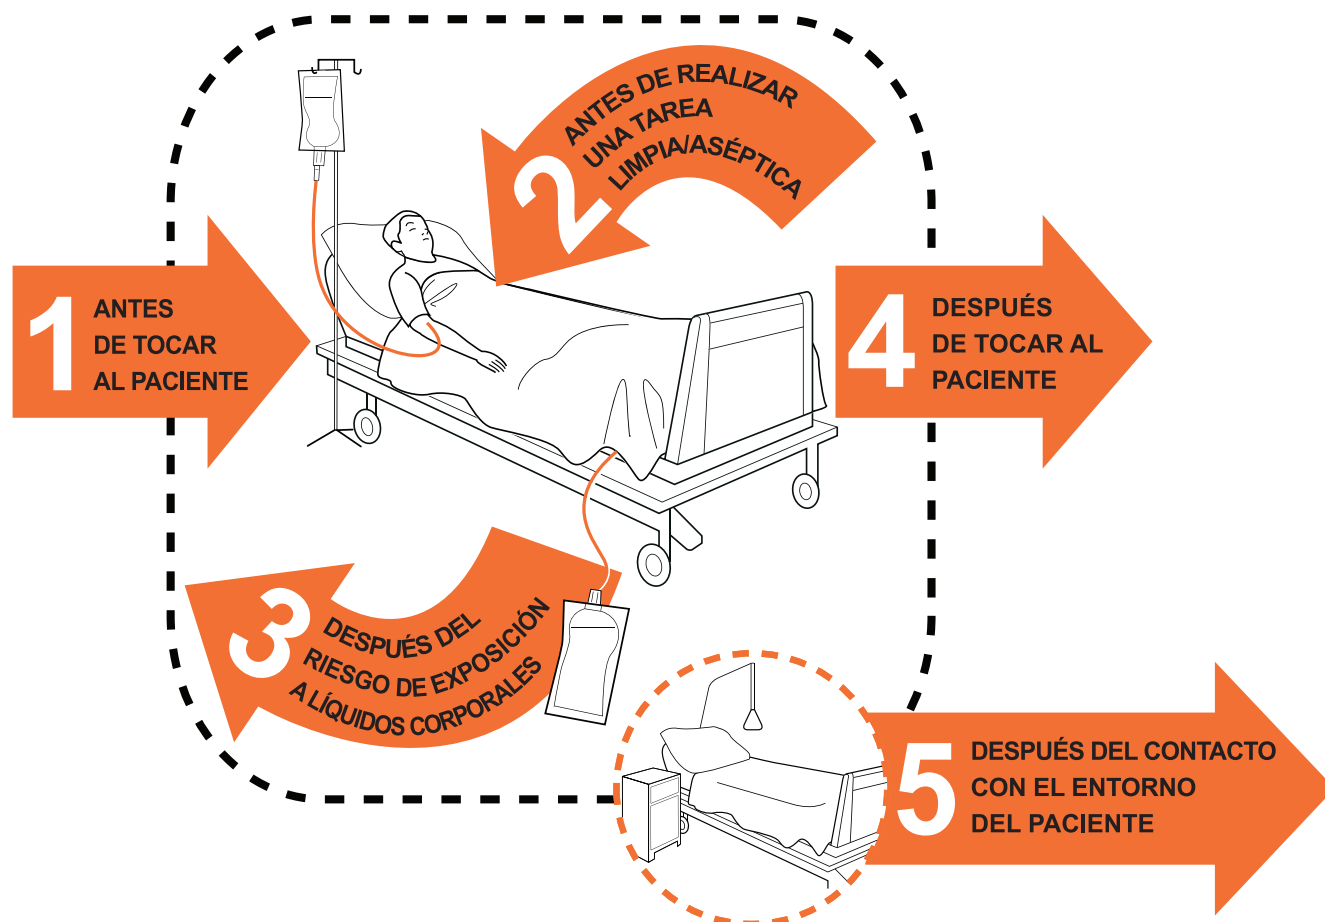 1
ANTES
DE TOCAR
AL PACIENTE
2
ANTES DE REALIZAR
UNA TAREA
LIMPIA/ASÉPTICA
3
DESPUÉS DEL
RIESGO DE EXPOSICIÓN
A LÍQUIDOS CORPORALES
4
DESPUÉS
DE TOCAR AL
PACIENTE
5
DESPUÉS DEL CONTACTO
CON EL ENTORNO
DEL PACIENTE